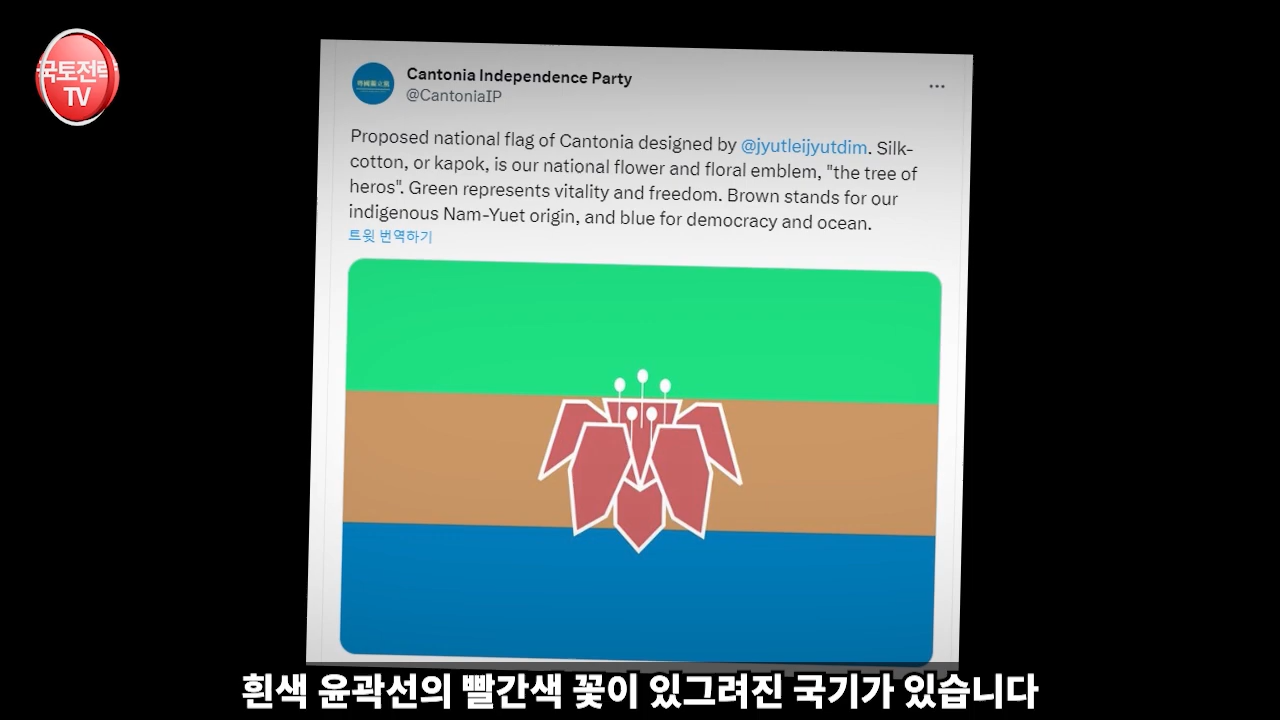 국토전략
TV
Cantonia Independence Party
@CantoniaIP
Proposed national flag of Cantonia designed by @jyutleijyutdim. Silk-
cotton, or kapok, is our national flower and floral emblem, "the tree of
heros". Green represents vitality and freedom. Brown stands for our
indigenous Nam-Yuet origin, and blue for democracy and ocean.
트윗 번역하기
흰색 윤곽선의 빨간색 꽃이 있그려진 국기가 있습니다